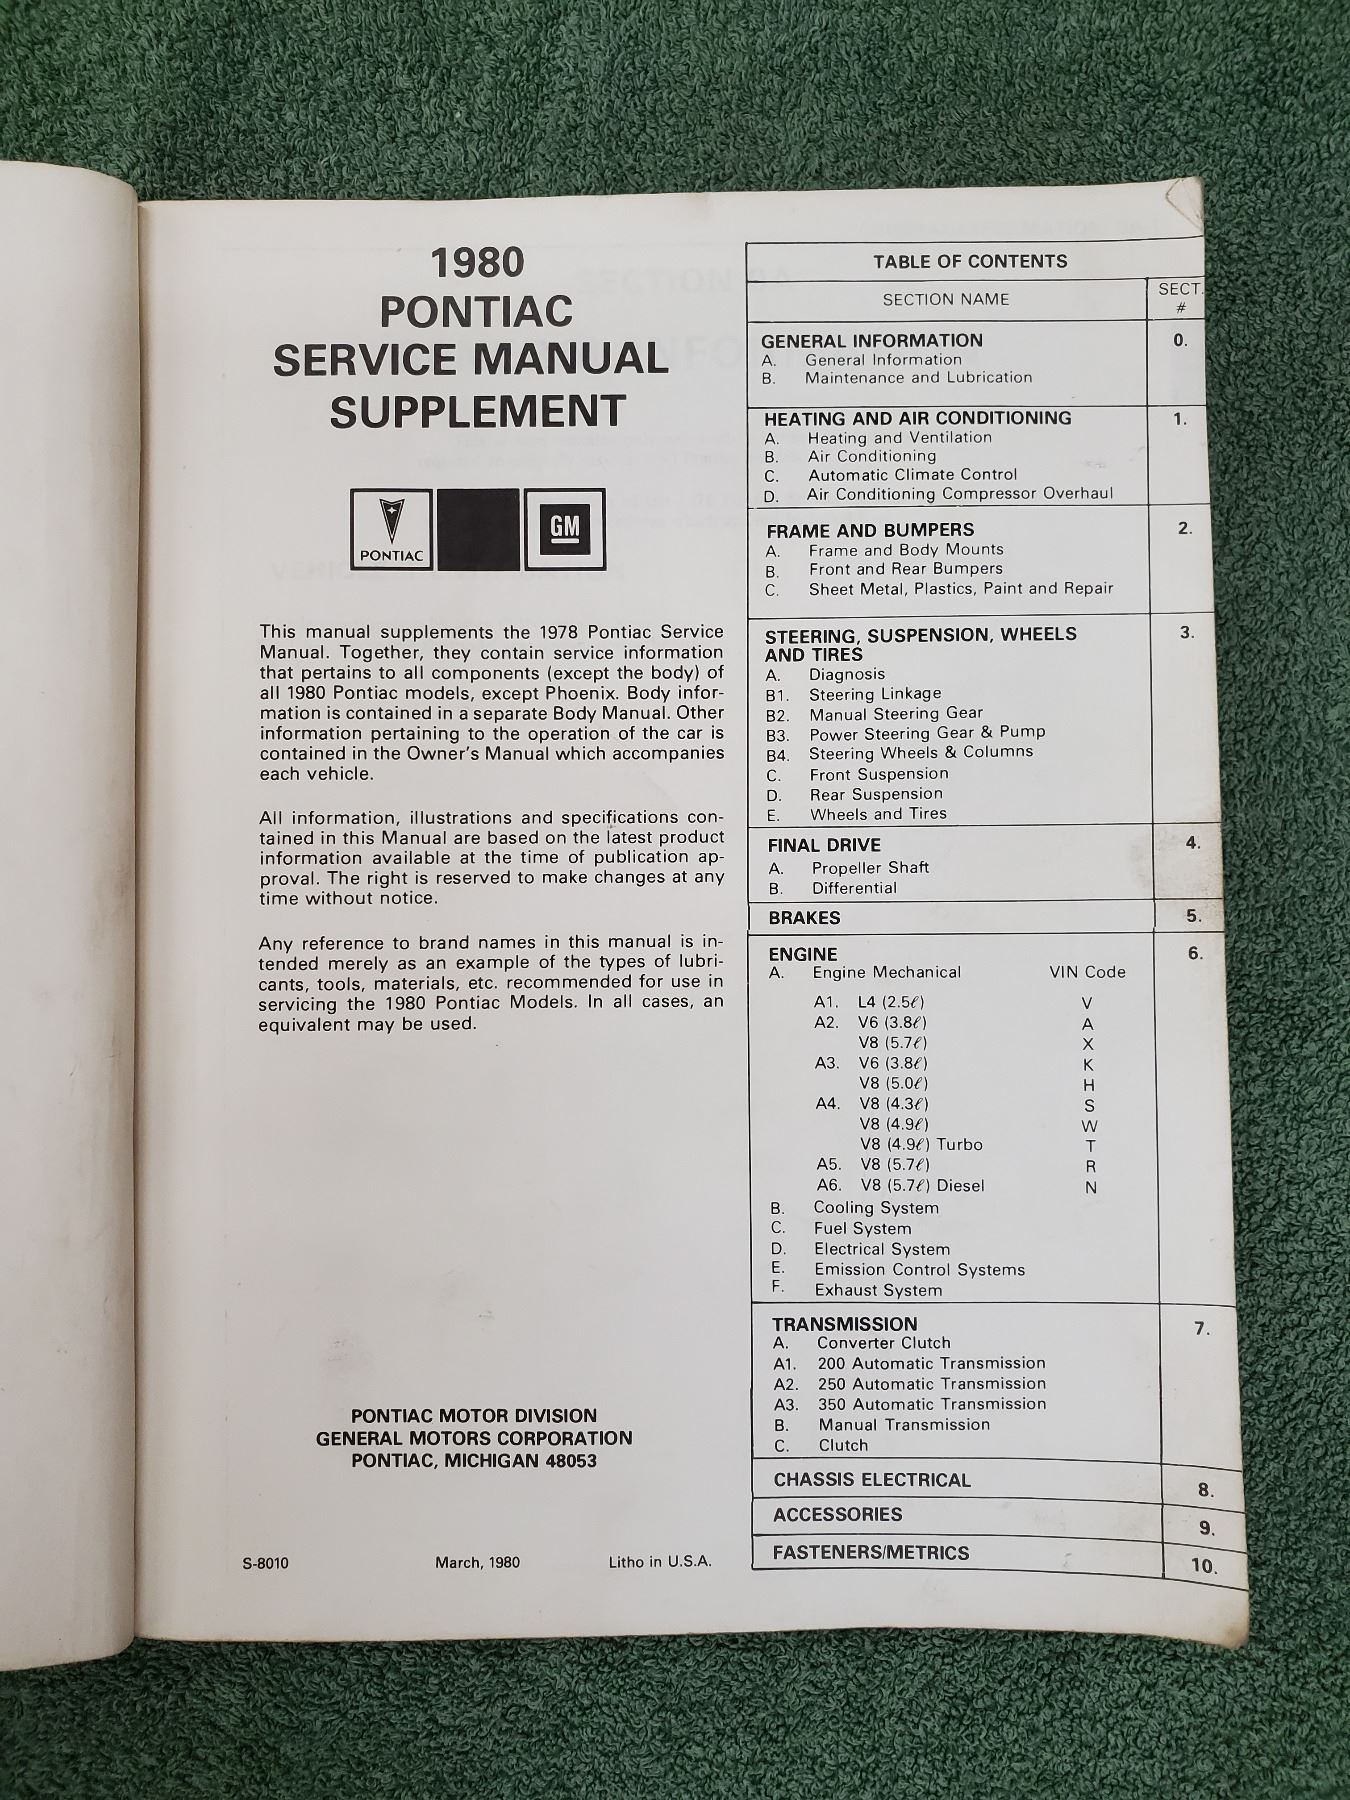 1980
PONTIAC
SERVICE MANUAL
SUPPLEMENT
PONTIAC
GM
This manual supplements the 1978 Pontiac Service
Manual. Together, they contain service information
that pertains to all components (except the body) of
all 1980 Pontiac models, except Phoenix. Body infor-
mation is contained in a separate Body Manual. Other
information pertaining to the operation of the car is
contained in the Owner's Manual which accompanies
each vehicle.
All information, illustrations and specifications con-
tained in this Manual are based on the latest product
information available at the time of publication ap-
proval. The right is reserved to make changes at any
time without notice.
Any reference to brand names in this manual is in-
tended merely as an example of the types of lubri-
cants, tools, materials, etc. recommended for use in
servicing the 1980 Pontiac Models. In all cases, an
equivalent may be used.
PONTIAC MOTOR DIVISION
GENERAL MOTORS CORPORATION
PONTIAC, MICHIGAN 48053
S-8010 March, 1980 Litho in U.S.A.
TABLE OF CONTENTS
SECTION NAME SECT. #
GENERAL INFORMATION 0.
A. General Information
B. Maintenance and Lubrication
HEATING AND AIR CONDITIONING 1.
A. Heating and Ventilation
B. Air Conditioning
C. Automatic Climate Control
D. Air Conditioning Compressor Overhaul
FRAME AND BUMPERS 2.
A. Frame and Body Mounts
B. Front and Rear Bumpers
C. Sheet Metal, Plastics, Paint and Repair
STEERING, SUSPENSION, WHEELS 3.
AND TIRES
A. Diagnosis
B1. Steering Linkage
B2. Manual Steering Gear
B3. Power Steering Gear & Pump
B4. Steering Wheels & Columns
C. Front Suspension
D. Rear Suspension
E. Wheels and Tires
FINAL DRIVE 4.
A. Propeller Shaft
B. Differential
BRAKES 5.
ENGINE 6.
A. Engine Mechanical VIN Code
A1. L4 (2.5ℓ) V
A2. V6 (3.8ℓ) A
V8 (5.7ℓ) X
A3. V6 (3.8ℓ) K
V8 (5.0ℓ) H
A4. V8 (4.3ℓ) S
V8 (4.9ℓ) W
V8 (4.9ℓ) Turbo T
A5. V8 (5.7ℓ) R
A6. V8 (5.7ℓ) Diesel N
B. Cooling System
C. Fuel System
D. Electrical System
E. Emission Control Systems
F. Exhaust System
TRANSMISSION 7.
A. Converter Clutch
A1. 200 Automatic Transmission
A2. 250 Automatic Transmission
A3. 350 Automatic Transmission
B. Manual Transmission
C. Clutch
CHASSIS ELECTRICAL 8.
ACCESSORIES 9.
FASTENERS/METRICS 10.